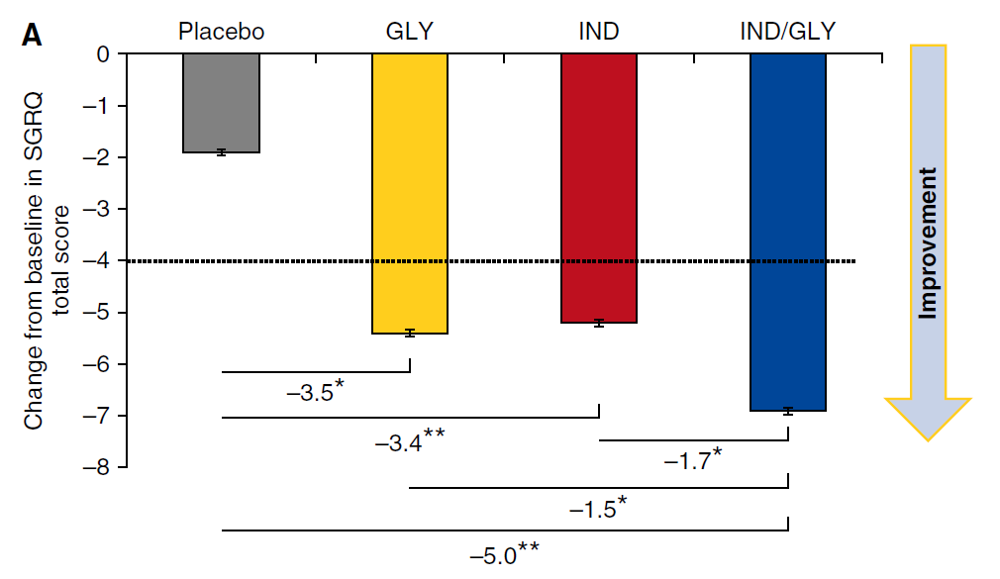 A
Placebo GLY IND IND/GLY
Change from baseline in SGRQ
total score
0
–1
–2
–3
–4
–5
–6
–7
–8
–3.5*
–3.4**
–1.7*
–1.5*
–5.0**
Improvement